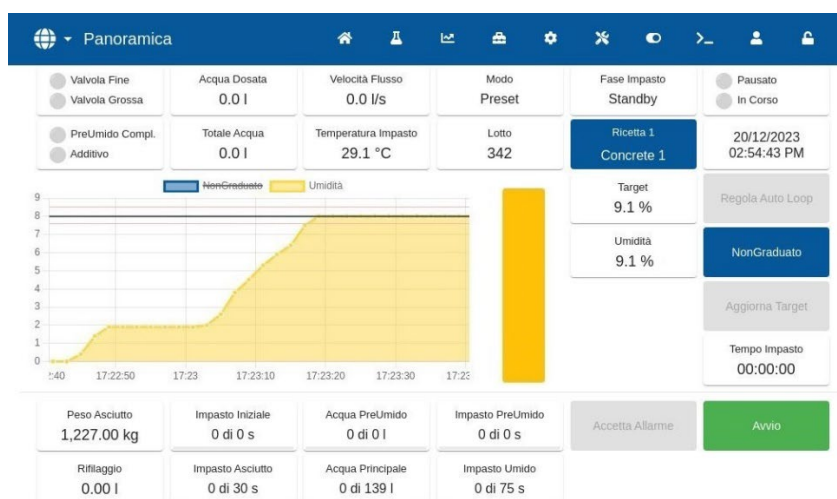 Panoramica
Valvola Fine
Valvola Grossa
Acqua Dosata
0.0 l
Velocità Flusso
0.0 l/s
Modo
Preset
Fase Impasto
Standby
Pausato
In Corso
PreUmido Compl.
Additivo
Totale Acqua
0.0 l
Temperatura Impasto
29.1 °C
Lotto
342
Ricetta 1
Concrete 1
20/12/2023
02:54:43 PM
NonGraduato
Umidità
9
8
7
6
5
4
3
2
1
0
:40
17:22:50
17:23
17:23:10
17:23:20
17:23:30
17:23:
Target
9.1 %
Umidità
9.1 %
Regola Auto Loop
NonGraduato
Aggiorna Target
Tempo Impasto
00:00:00
Peso Asciutto
1,227.00 kg
Impasto Iniziale
0 di 0 s
Acqua PreUmido
0 di 0 l
Impasto PreUmido
0 di 0 s
Accetta Allarme
Avvio
Rifilaggio
0.00 l
Impasto Asciutto
0 di 30 s
Acqua Principale
0 di 139 l
Impasto Umido
0 di 75 s